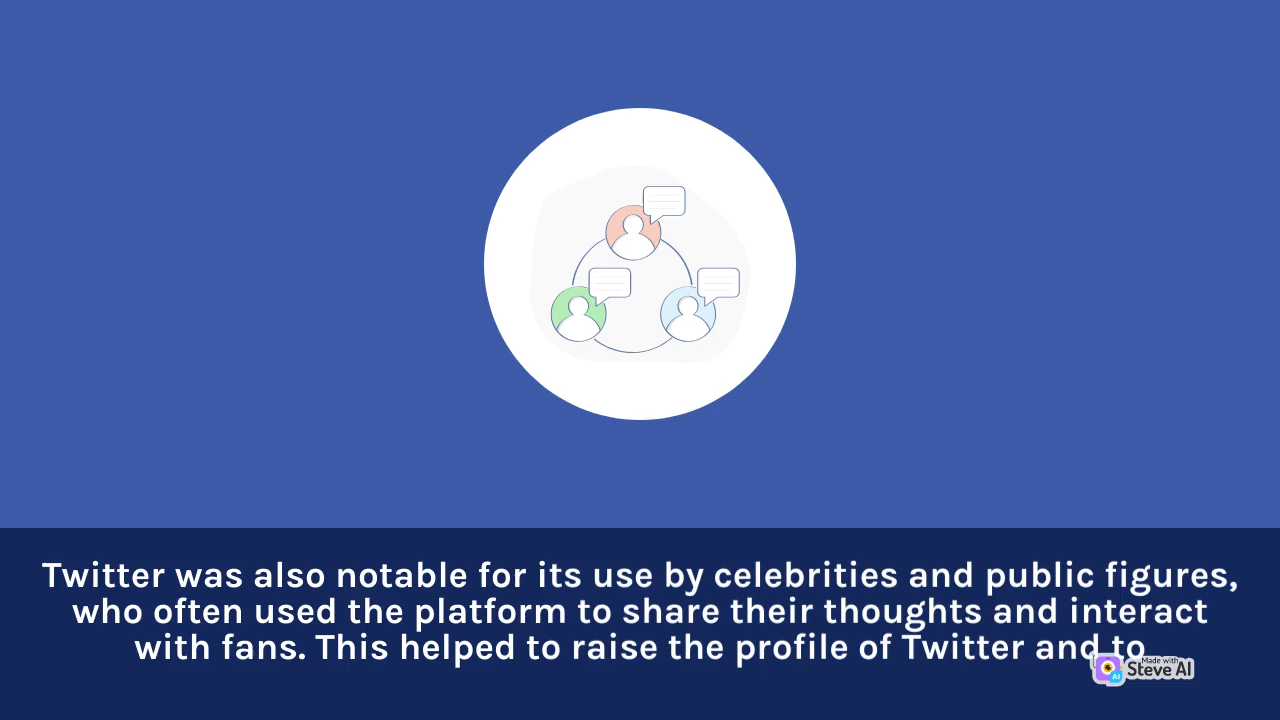 Twitter was also notable for its use by celebrities and public figures,
who often used the platform to share their thoughts and interact
with fans. This helped to raise the profile of Twitter and to
Made with
Steve AI
AI